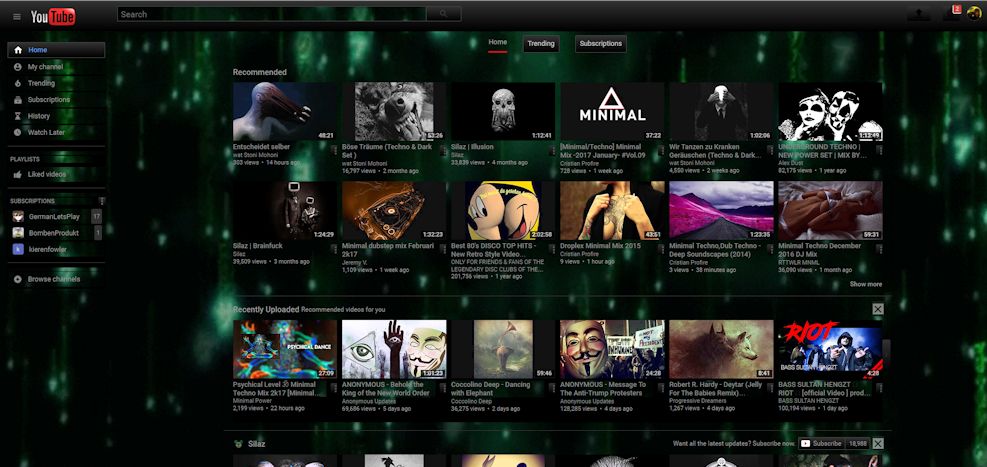 YouTube
Search
2
Home
Trending
Subscriptions
Home
My channel
Trending
Subscriptions
History
Watch Later
PLAYLISTS
Liked videos
SUBSCRIPTIONS
GermanLetsPlay 17
BombenProdukt 1
k kierenfowler
Browse channels
Recommended
48:21
53:26
1:12:41
MINIMAL
37:22
1:02:06
1:13:49
Entscheidet selber
wat Stoni Mohoni
303 views • 14 hours ago
Böse Träume (Techno & Dark
Set )
wat Stoni Mohoni
16,797 views • 2 months ago
Silaz | Illusion
Silaz
33,839 views • 4 months ago
[Minimal/Techno] Minimal
Mix -2017 January- #Vol.09
Cristian Profire
728 views • 1 week ago
Wir Tanzen zu Kranken
Geräuschen (Techno & Dark...
wat Stoni Mohoni
4,550 views • 2 weeks ago
UNDERGROUND TECHNO |
NEW POWER SET | MIX BY...
Alex Dust
82,175 views • 1 year ago
1:24:29
1:32:23
2:02:58
43:51
1:23:34
59:31
Silaz | Brainfuck
Silaz
39,509 views • 3 months ago
Minimal dubstep mix Februari
2k17
Jeremy V.
1,109 views • 1 week ago
Best 80's DISCO TOP HITS -
New Retro Style Video...
ONLY FOR FRIENDS & FANS OF THE
LEGENDARY DISC CLUBS OF THE...
201,756 views • 1 year ago
Droplex Minimal Mix 2015
Cristian Profire
9 views • 1 hour ago
Minimal Techno,Dub Techno -
Deep Soundscapes (2014)
Cristian Profire
3 views • 38 minutes ago
Minimal Techno December
2016 DJ Mix
RTTWLR MINML
36,090 views • 1 month ago
Show more
Recently Uploaded Recommended videos for you
PSYCHICAL DANCE
27:09
1:01:23
59:46
24:28
8:41
RIOT
BASS SULTAN HENGZT
4:28
Psychical Level ૐ Minimal
Techno Mix 2k17 [Minimal...
Minimal Power
2,199 views • 22 hours ago
ANONYMOUS - Behold the
King of the New World Order
Anonymous Updates
69,686 views • 5 days ago
Coccolino Deep - Dancing
with Elephant
Coccolino Deep
36,275 views • 2 days ago
ANONYMOUS - Message To
The Anti-Trump Protesters
Anonymous Updates
128,285 views • 4 days ago
Robert R. Hardy - Deytar (Jelly
For The Babies Remix)...
Progressive Dreamers
1,267 views • 4 days ago
BASS SULTAN HENGZT
RIOT [official Video ] prod...
BASS SULTAN HENGZT
100,194 views • 1 day ago
Silaz
Want all the latest updates? Subscribe now.
Subscribe 18,988